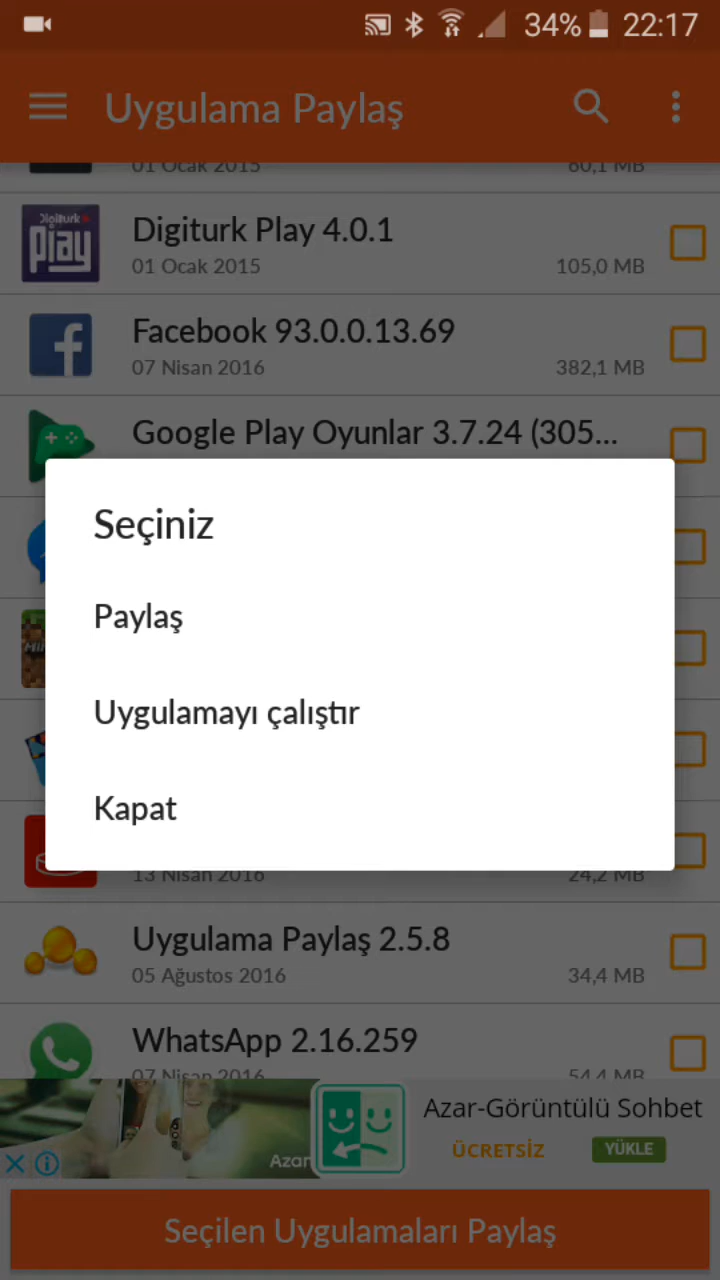 34% 22:17
Uygulama Paylaş
01 Ocak 2015 60,1 MB
Digiturk
play
Digiturk Play 4.0.1
01 Ocak 2015 105,0 MB
Facebook 93.0.0.13.69
07 Nisan 2016 382,1 MB
Google Play Oyunlar 3.7.24 (305...
Seçiniz
Paylaş
Uygulamayı çalıştır
Kapat
13 Nisan 2016 24,2 MB
Uygulama Paylaş 2.5.8
05 Ağustos 2016 34,4 MB
WhatsApp 2.16.259
07 Nisan 2016 54,4 MB
Azar-Görüntülü Sohbet
Azar
ÜCRETSİZ YÜKLE
Seçilen Uygulamaları Paylaş